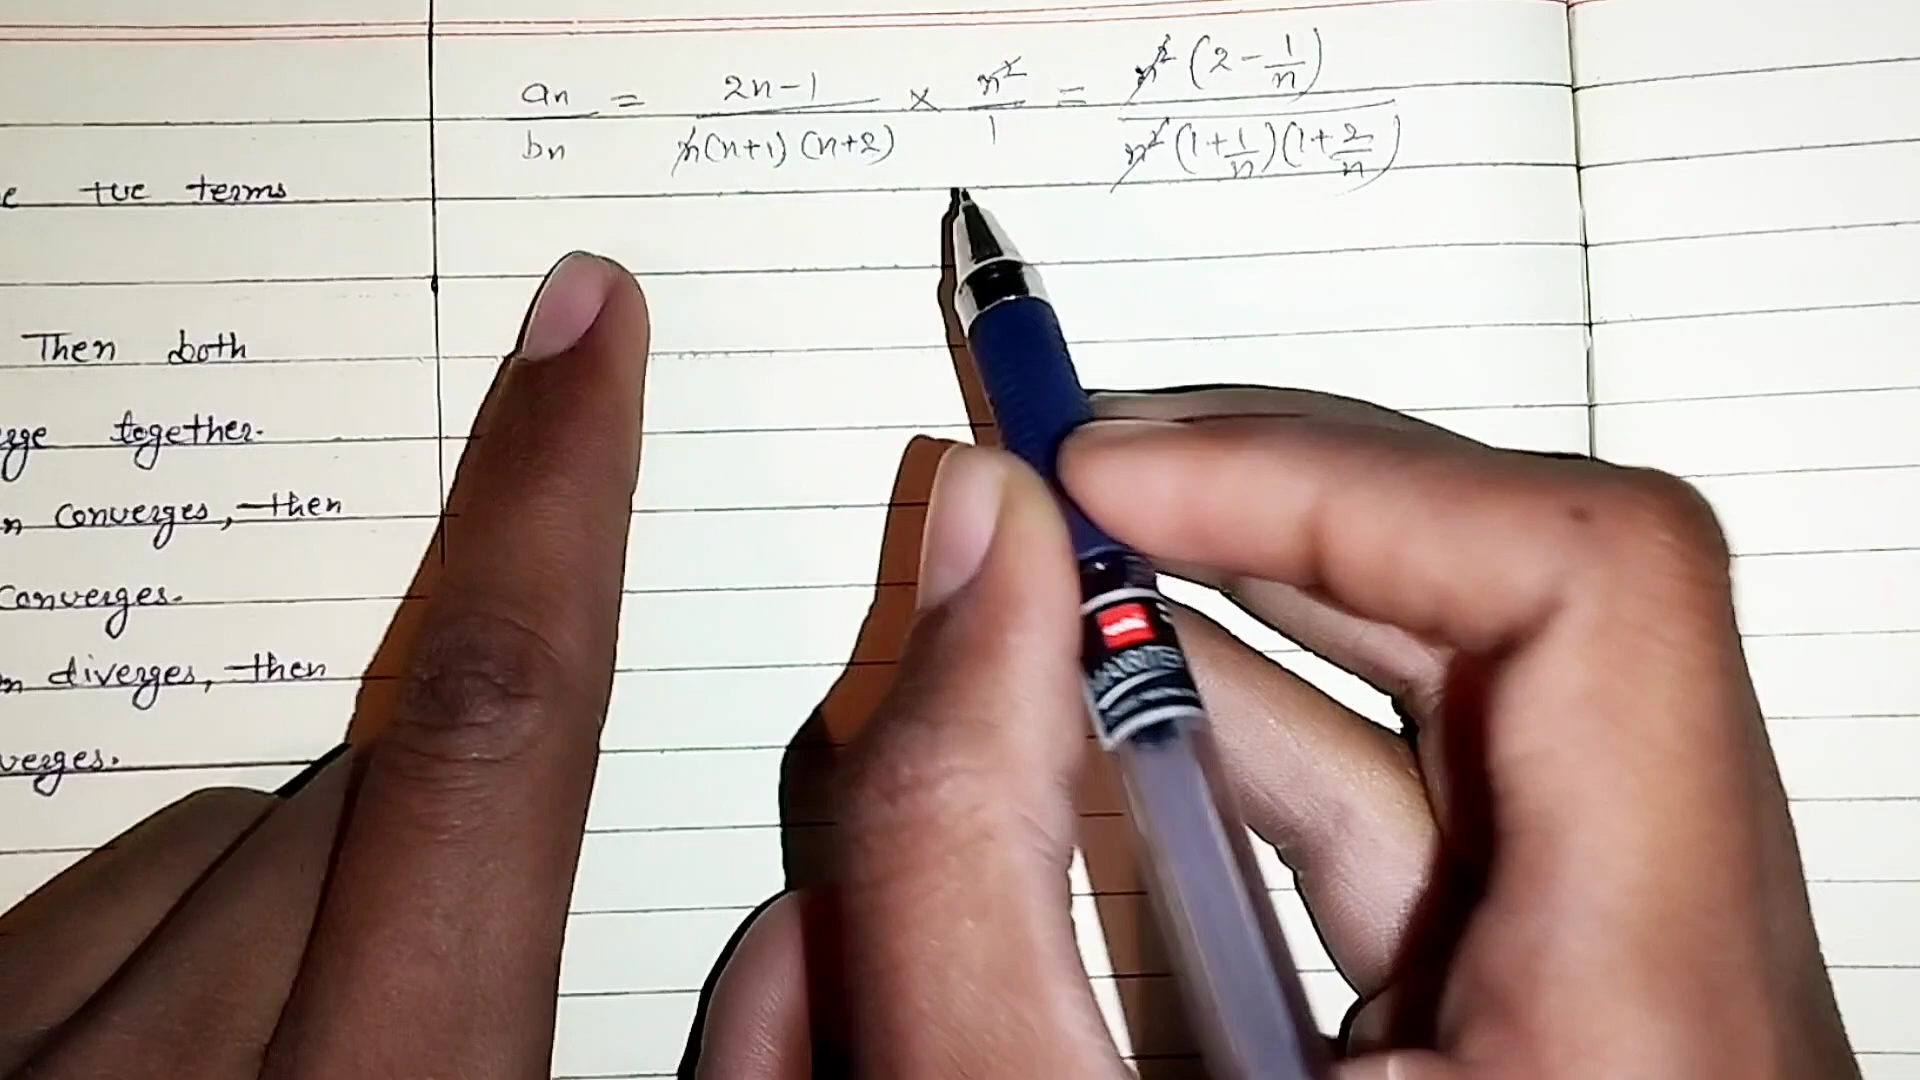 an/bn = 2n-1/n(n+1)(n+2) × n²/1 = n²(2-1/n)/n²(1+1/n)(1+2/n)
e tve terms
Then both
rge together.
n converges, then
converges.
n diverges, then
verges.